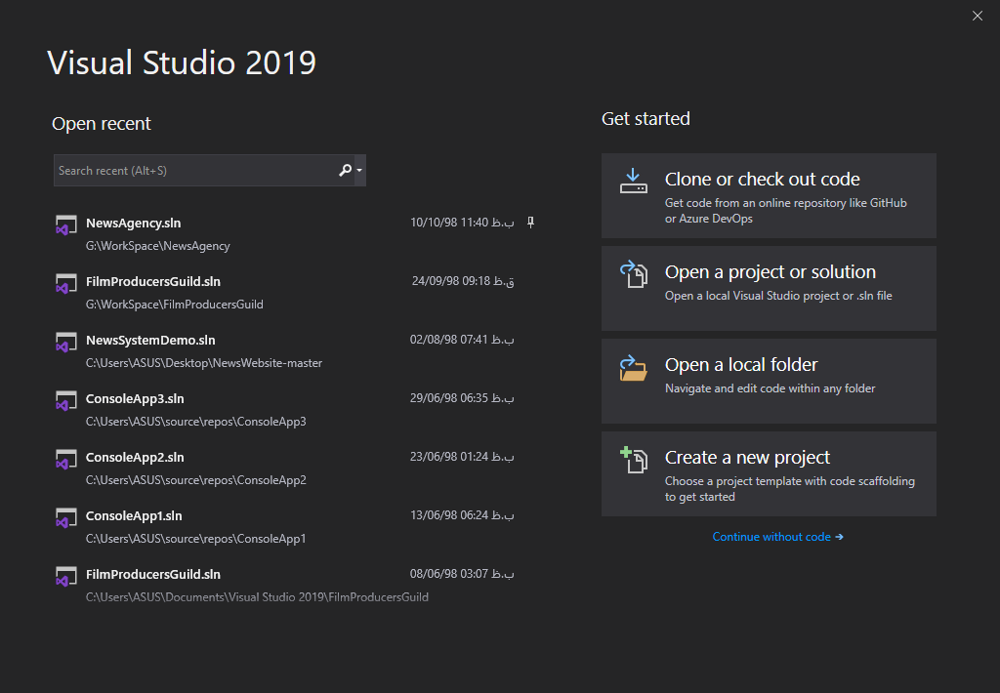 Visual Studio 2019
Open recent
Search recent (Alt+S)
NewsAgency.sln
10/10/98 11:40 ب.ظ
G:\WorkSpace\NewsAgency
FilmProducersGuild.sln
24/09/98 09:18 ق.ظ
G:\WorkSpace\FilmProducersGuild
NewsSystemDemo.sln
02/08/98 07:41 ب.ظ
C:\Users\ASUS\Desktop\NewsWebsite-master
ConsoleApp3.sln
29/06/98 06:35 ب.ظ
C:\Users\ASUS\source\repos\ConsoleApp3
ConsoleApp2.sln
23/06/98 01:24 ب.ظ
C:\Users\ASUS\source\repos\ConsoleApp2
ConsoleApp1.sln
13/06/98 06:24 ب.ظ
C:\Users\ASUS\source\repos\ConsoleApp1
FilmProducersGuild.sln
08/06/98 03:07 ب.ظ
C:\Users\ASUS\Documents\Visual Studio 2019\FilmProducersGuild
Get started
Clone or check out code
Get code from an online repository like GitHub
or Azure DevOps
Open a project or solution
Open a local Visual Studio project or .sln file
Open a local folder
Navigate and edit code within any folder
Create a new project
Choose a project template with code scaffolding
to get started
Continue without code →